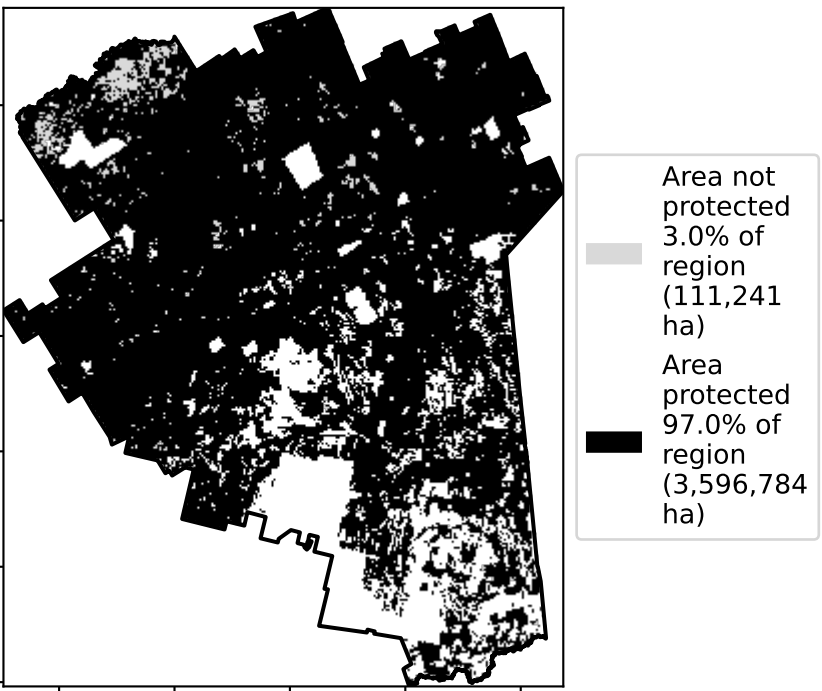 Area not
protected
3.0% of
region
(111,241
ha)
Area
protected
97.0% of
region
(3,596,784
ha)